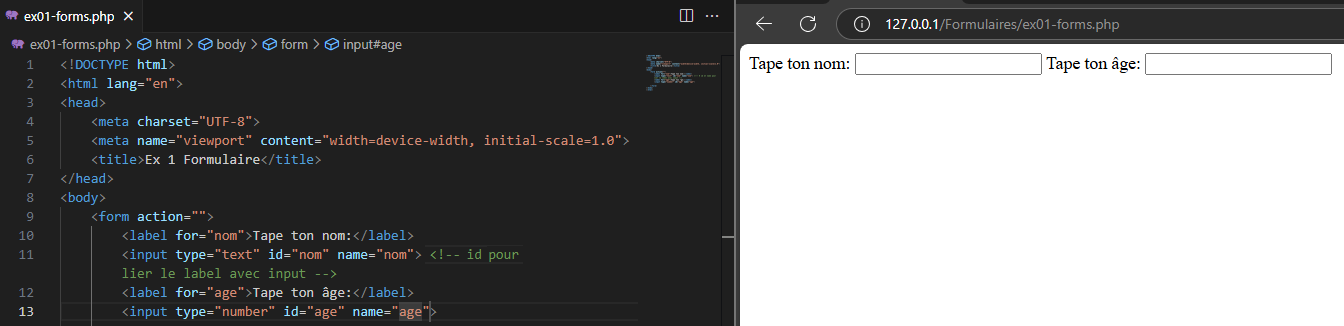 ex01-forms.php
ex01-forms.php > html > body > form > input#age
1 <!DOCTYPE html>
2 <html lang="en">
3 <head>
4 <meta charset="UTF-8">
5 <meta name="viewport" content="width=device-width, initial-scale=1.0">
6 <title>Ex 1 Formulaire</title>
7 </head>
8 <body>
9 <form action="">
10 <label for="nom">Tape ton nom:</label>
11 <input type="text" id="nom" name="nom"> <!-- id pour
lier le label avec input -->
12 <label for="age">Tape ton âge:</label>
13 <input type="number" id="age" name="age">
127.0.0.1/Formulaires/ex01-forms.php
Tape ton nom: Tape ton âge: